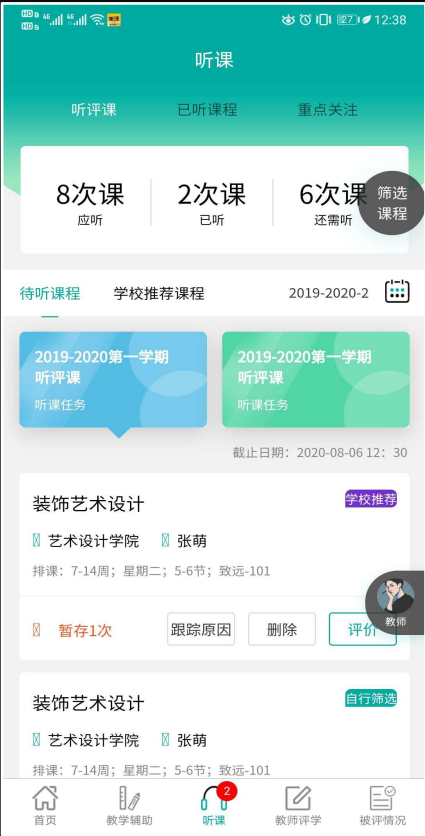 12:38
听课
听评课 已听课程 重点关注
8次课 2次课 6次课
应听 已听 还需听
筛选
课程
待听课程 学校推荐课程 2019-2020-2
2019-2020第一学期 2019-2020第一学期
听评课 听评课
听课任务 听课任务
截止日期：2020-08-06 12：30
装饰艺术设计 学校推荐
艺术设计学院 张萌
排课：7-14周；星期二；5-6节；致远-101
教师
暂存1次 跟踪原因 删除 评价
装饰艺术设计 自行筛选
艺术设计学院 张萌
排课：7-14周；星期二；5-6节；致远-101
2
首页 教学辅助 听课 教师评学 被评情况